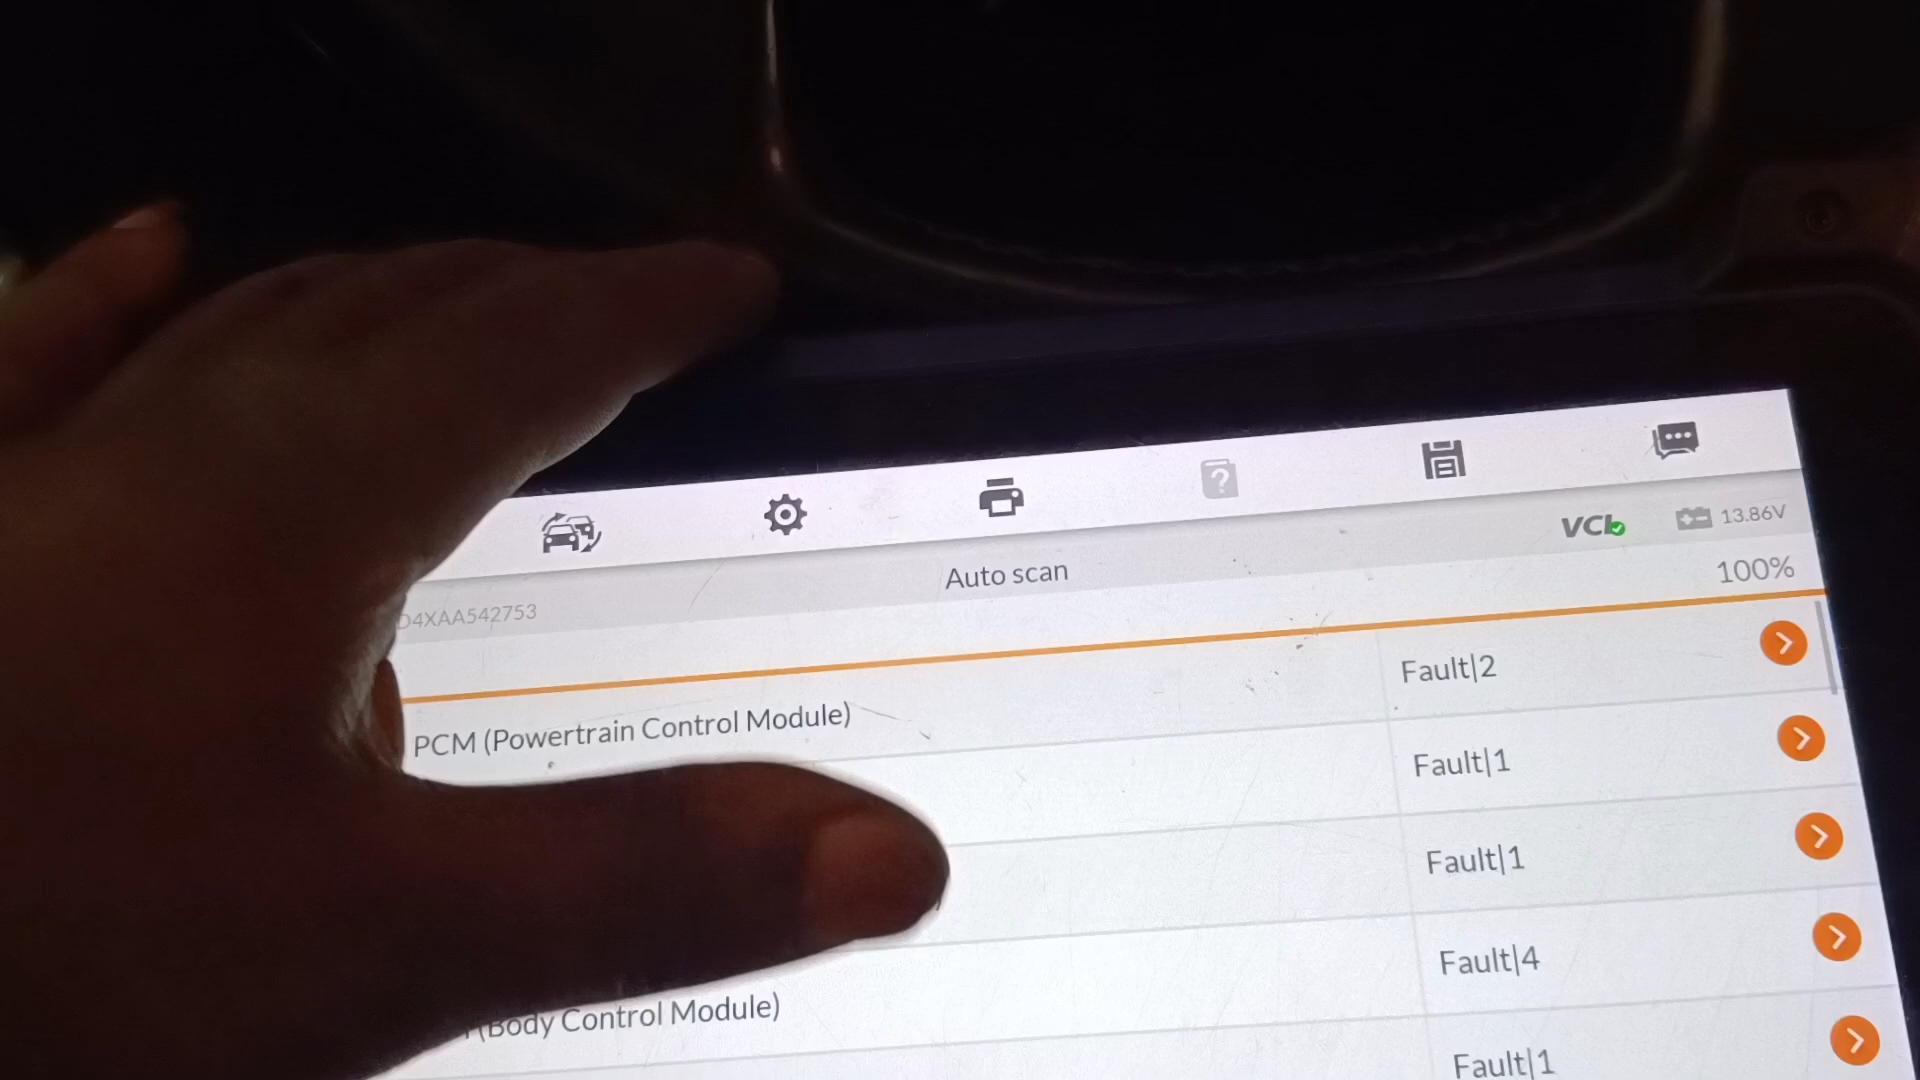 VCI
13.86V
Auto scan
D4XAA542753
100%
PCM (Powertrain Control Module)
Fault|2
Fault|1
Fault|1
(Body Control Module)
Fault|4
Fault|1